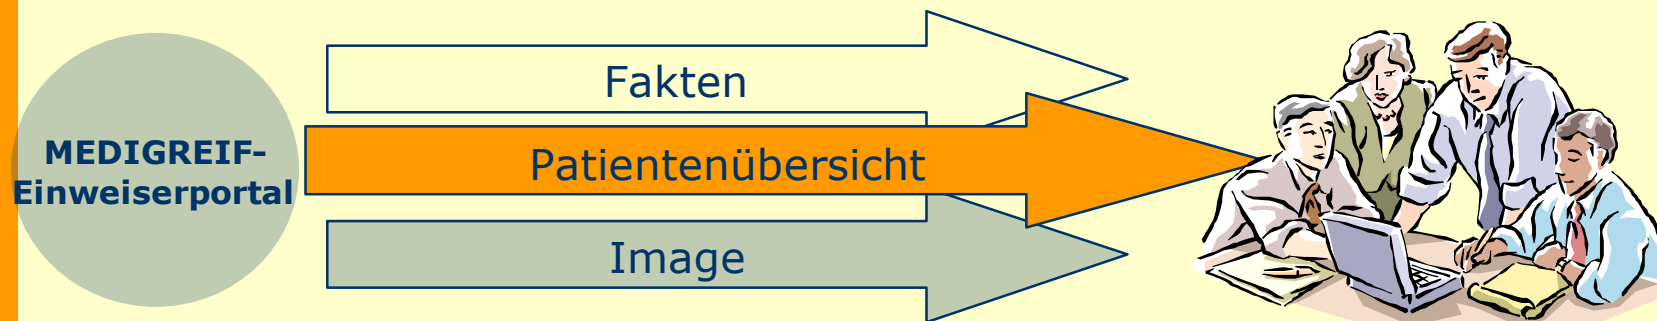 MEDIGREIF-
Einweiserportal
Fakten
Patientenübersicht
Image